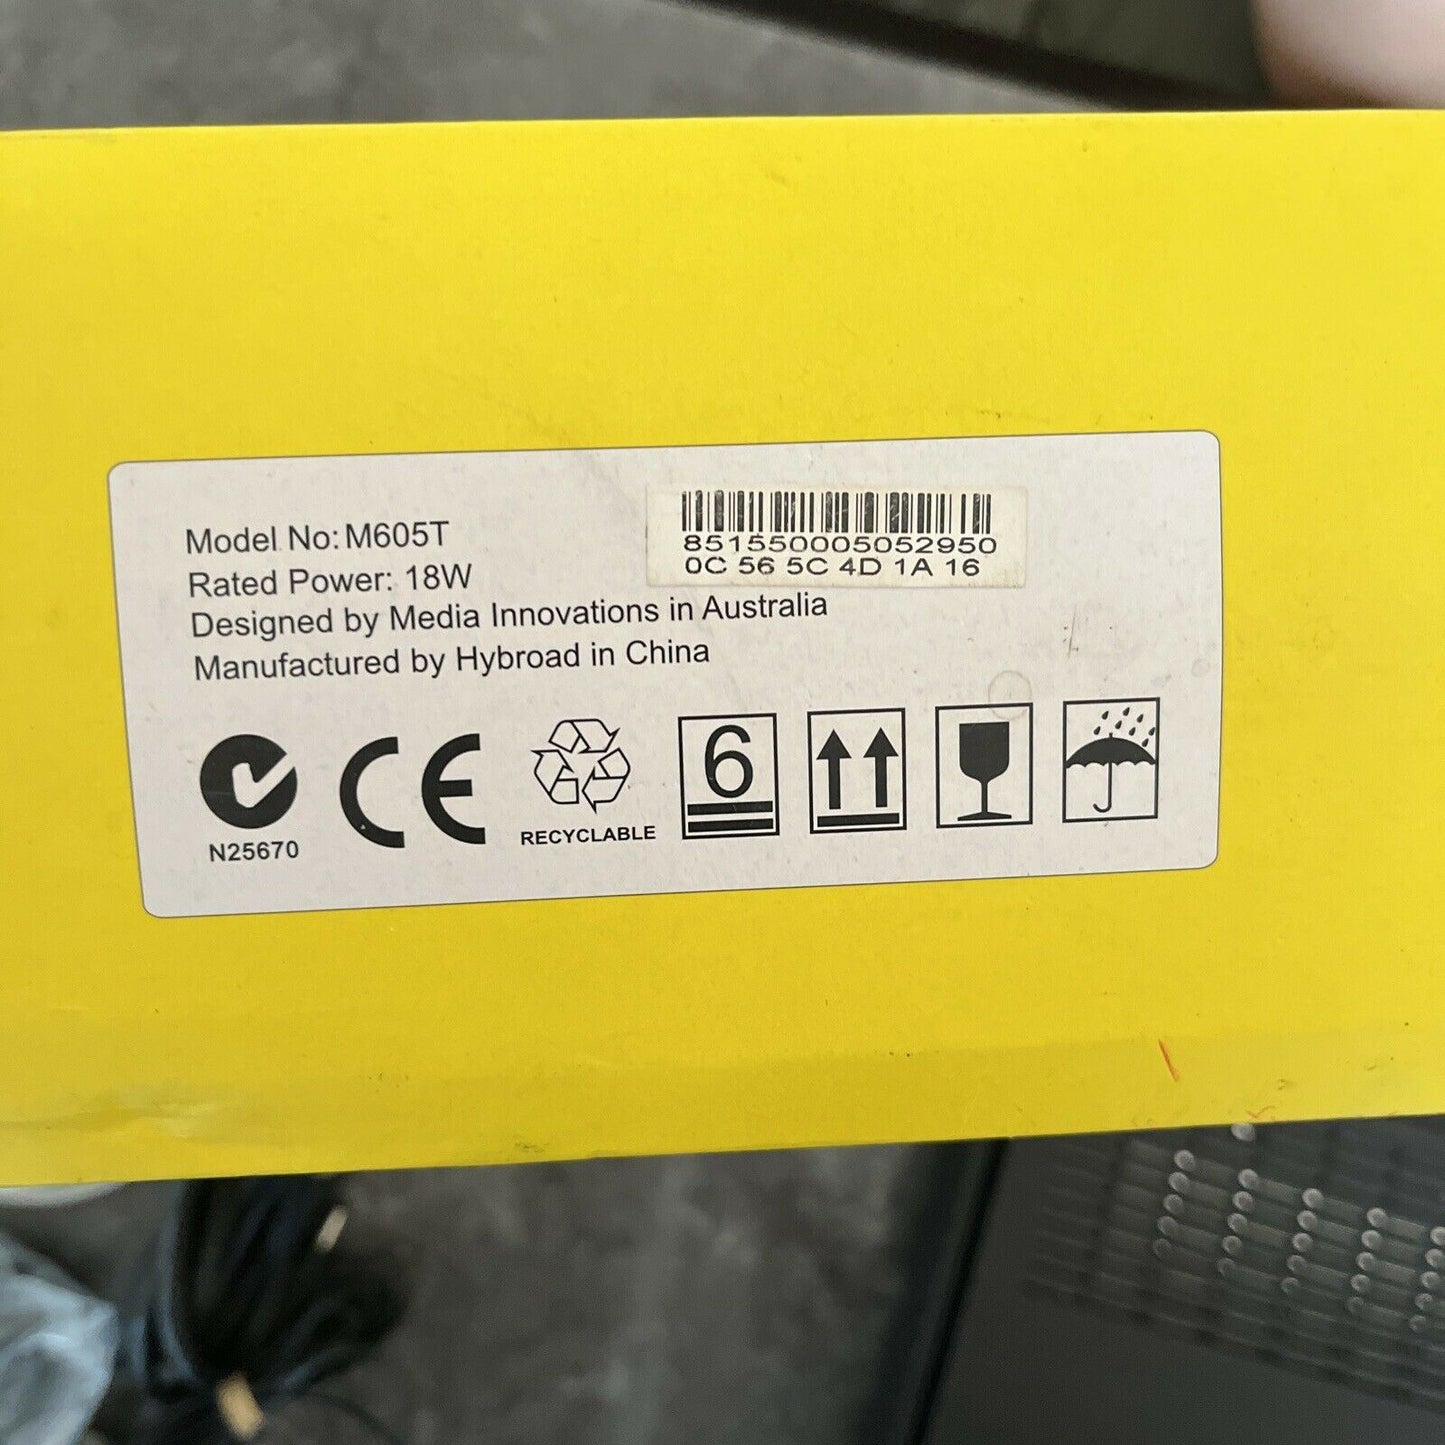 Model No: M605T
Rated Power: 18W
Designed by Media Innovations in Australia
Manufactured by Hybroad in China
851550005052950
0C 56 5C 4D 1A 16
N25670
CE
RECYCLABLE
6